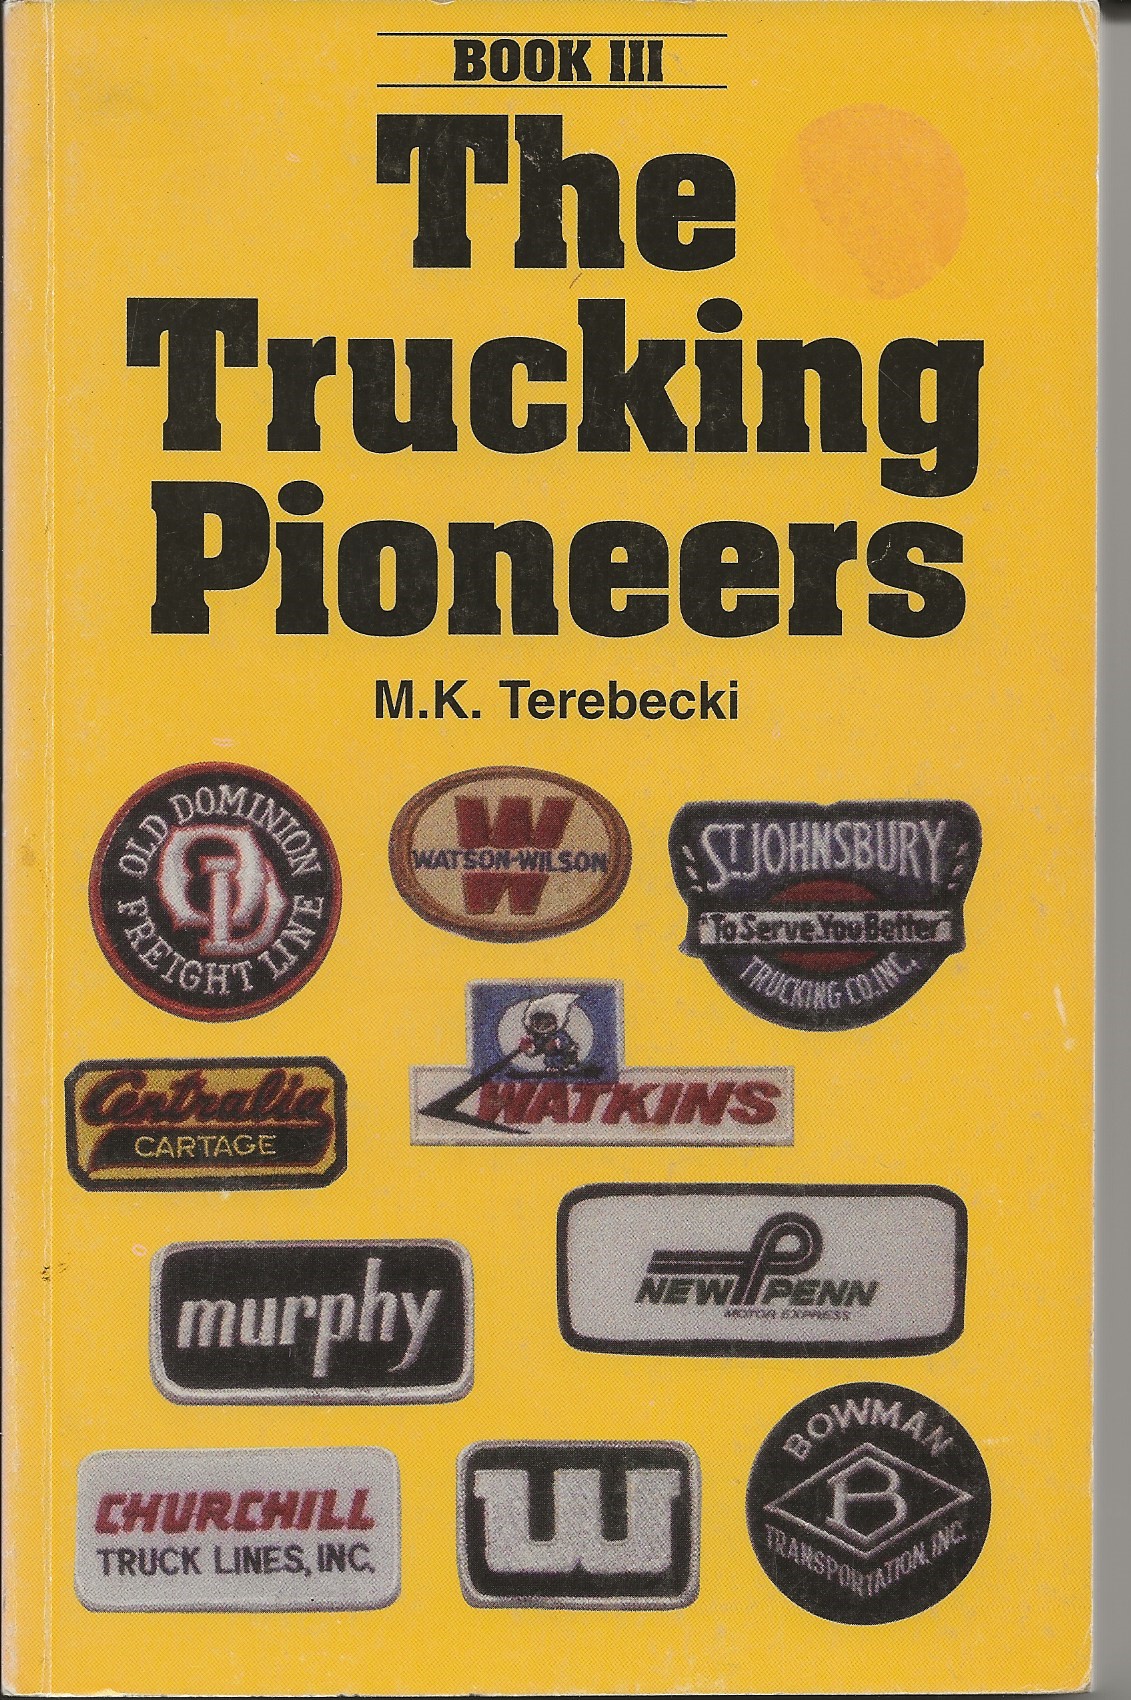 BOOK III
The
Trucking
Pioneers
M.K. Terebecki
OLD DOMINION
OD
FREIGHT LINE
W
WATSON-WILSON
W
ST JOHNSBURY
To Serve You Better
TRUCKING CO. INC.
WATKINS
Centralia
CARTAGE
NEW PENN
MOTOR EXPRESS
murphy
CHURCHILL
TRUCK LINES, INC.
W
BOWMAN
B
TRANSPORTATION, INC.